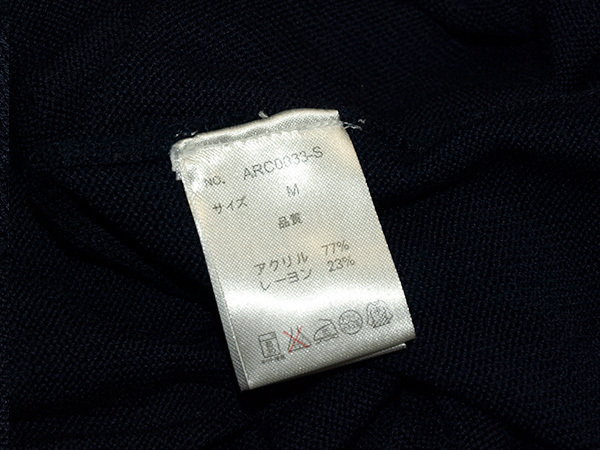 NO. ARC0033-S
サイズ M
品質
アクリル 77%
レーヨン 23%